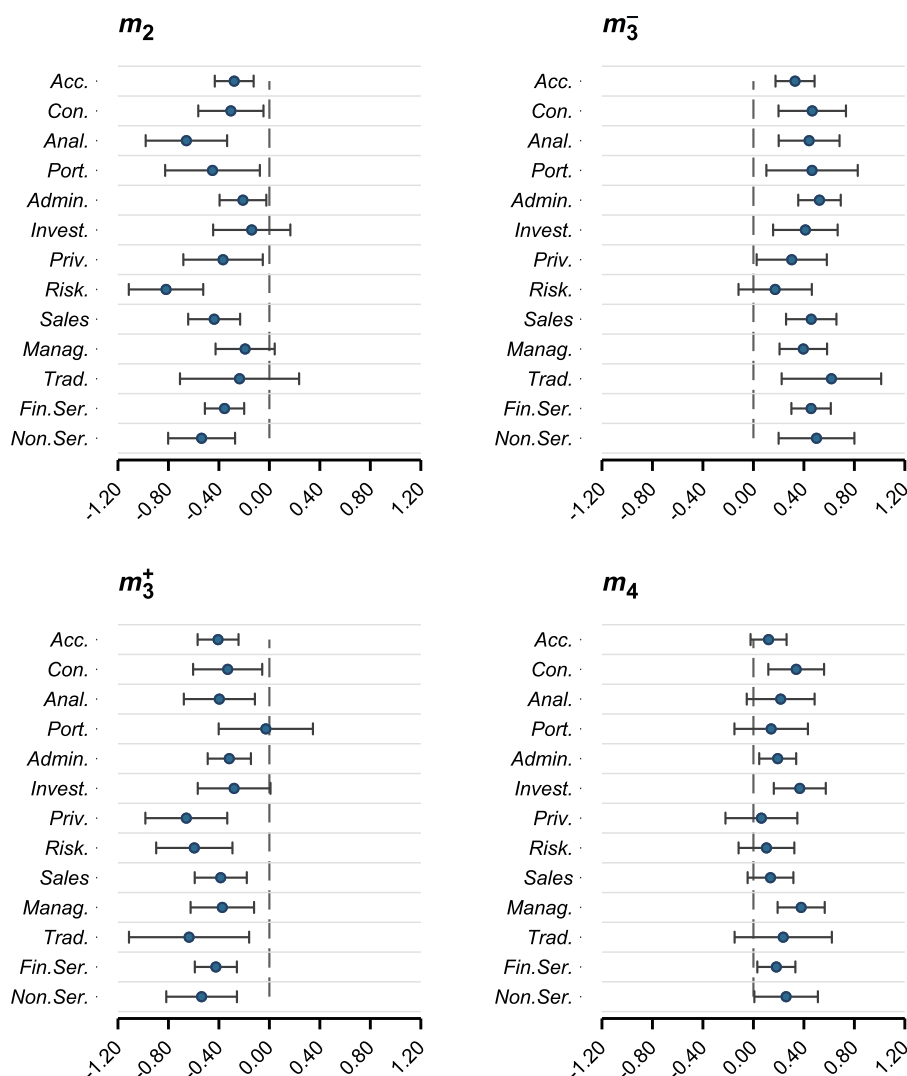 m2
Acc.
Con.
Anal.
Port.
Admin.
Invest.
Priv.
Risk.
Sales
Manag.
Trad.
Fin.Ser.
Non.Ser.
-1.20 -0.80 -0.40 0.00 0.40 0.80 1.20
m3−
Acc.
Con.
Anal.
Port.
Admin.
Invest.
Priv.
Risk.
Sales
Manag.
Trad.
Fin.Ser.
Non.Ser.
-1.20 -0.80 -0.40 0.00 0.40 0.80 1.20
m3+
Acc.
Con.
Anal.
Port.
Admin.
Invest.
Priv.
Risk.
Sales
Manag.
Trad.
Fin.Ser.
Non.Ser.
-1.20 -0.80 -0.40 0.00 0.40 0.80 1.20
m4
Acc.
Con.
Anal.
Port.
Admin.
Invest.
Priv.
Risk.
Sales
Manag.
Trad.
Fin.Ser.
Non.Ser.
-1.20 -0.80 -0.40 0.00 0.40 0.80 1.20